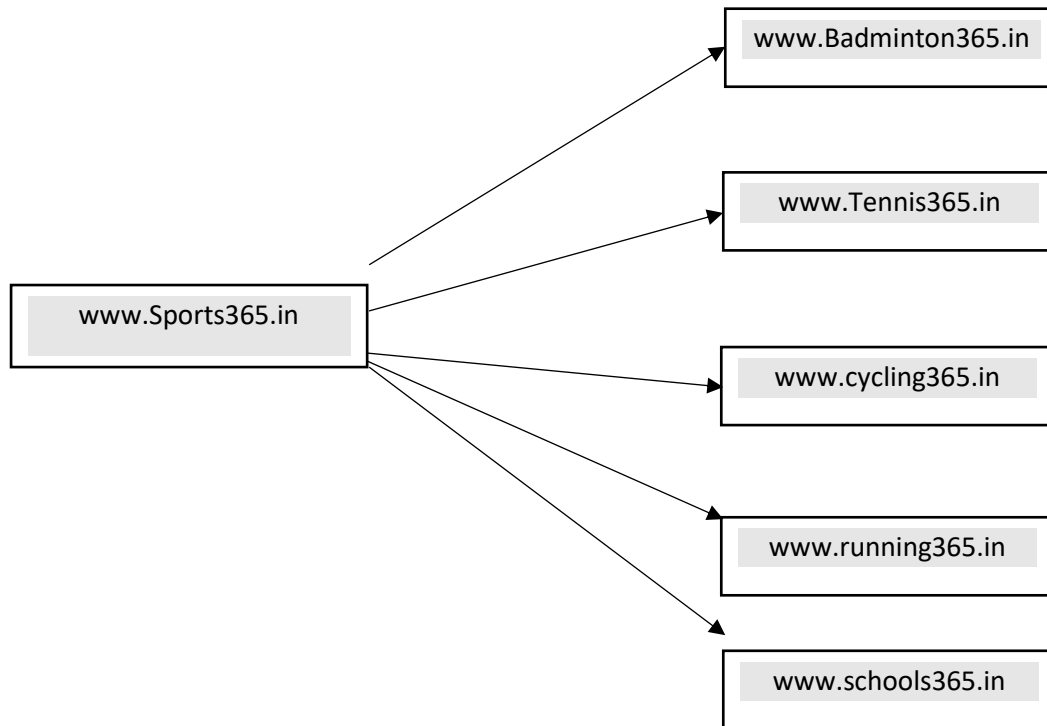 www.Badminton365.in
www.Tennis365.in
www.Sports365.in
www.cycling365.in
www.running365.in
www.schools365.in